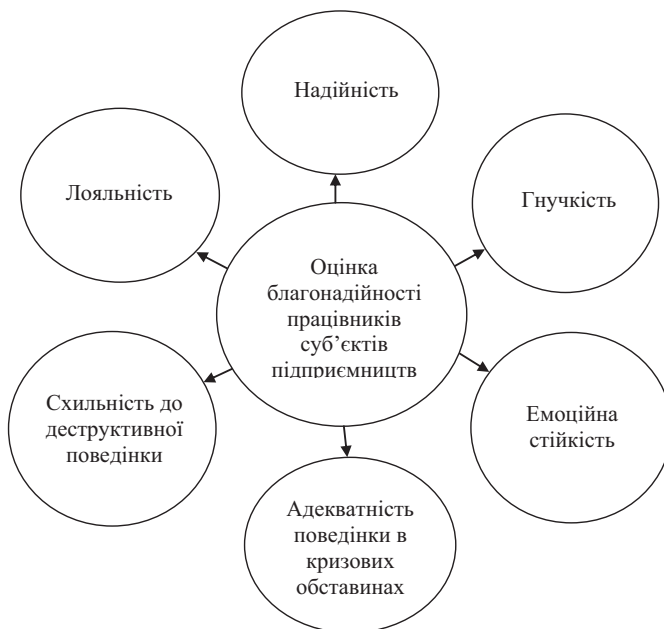 Надійність
Лояльність
Гнучкість
Оцінка
благонадійності
працівників
суб’єктів
підприємництв
Схильність до
деструктивної
поведінки
Емоційна
стійкість
Адекватність
поведінки в
кризових
обставинах